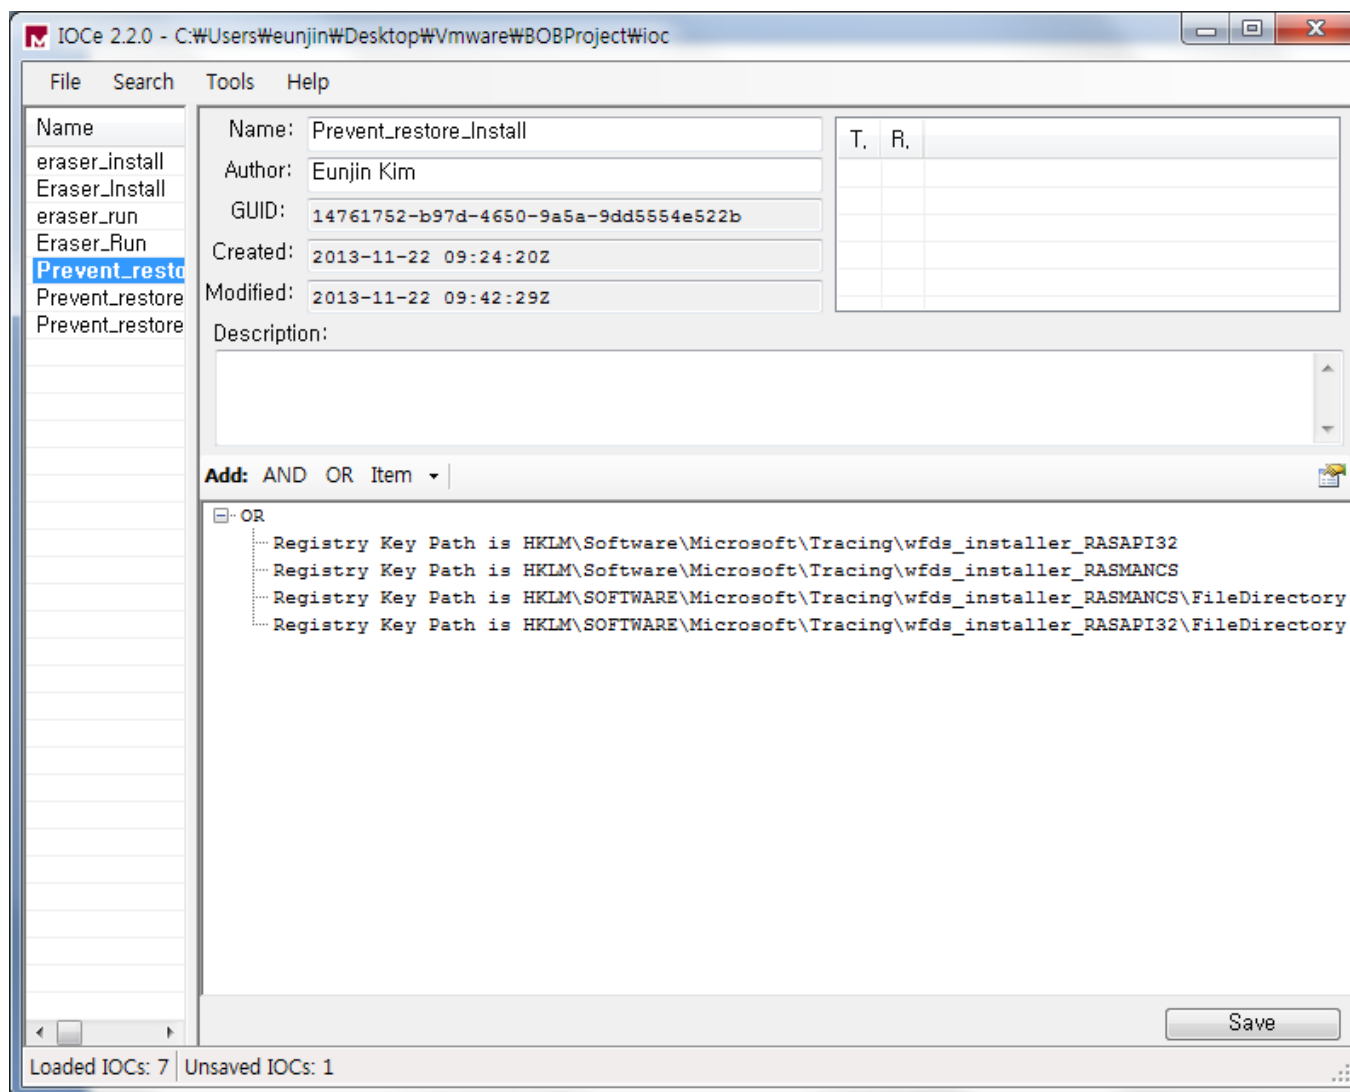 IOCe 2.2.0 - C:₩Users₩eunjin₩Desktop₩Vmware₩BOBProject₩ioc
File Search Tools Help
Name
eraser_install
Eraser_Install
eraser_run
Eraser_Run
Prevent_resto
Prevent_restore
Prevent_restore
Name: Prevent_restore_Install
Author: Eunjin Kim
GUID: 14761752-b97d-4650-9a5a-9dd5554e522b
Created: 2013-11-22 09:24:20Z
Modified: 2013-11-22 09:42:29Z
T. R.
Description:
Add: AND OR Item
OR
Registry Key Path is HKLM\Software\Microsoft\Tracing\wfds_installer_RASAPI32
Registry Key Path is HKLM\Software\Microsoft\Tracing\wfds_installer_RASMANCS
Registry Key Path is HKLM\SOFTWARE\Microsoft\Tracing\wfds_installer_RASMANCS\FileDirectory
Registry Key Path is HKLM\SOFTWARE\Microsoft\Tracing\wfds_installer_RASAPI32\FileDirectory
Save
Loaded IOCs: 7 Unsaved IOCs: 1